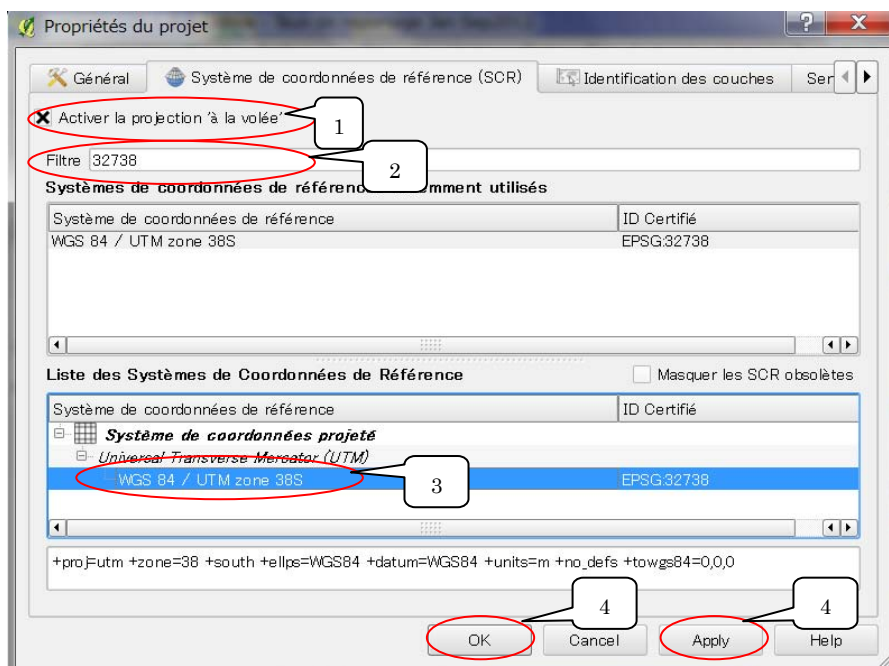 Propriétés du projet
Général Système de coordonnées de référence (SCR) Identification des couches Ser
Activer la projection 'à la volée'
1
Filtre 32738
2
Systèmes de coordonnées de référenc mment utilisés
Système de coordonnées de référence ID Certifié
WGS 84 / UTM zone 38S EPSG:32738
Liste des Systèmes de Coordonnées de Référence Masquer les SCR obsolètes
Système de coordonnées de référence ID Certifié
Système de coordonnées projeté
Universal Transverse Mercator (UTM)
WGS 84 / UTM zone 38S EPSG:32738
3
+proj=utm +zone=38 +south +ellps=WGS84 +datum=WGS84 +units=m +no_defs +towgs84=0,0,0
4 4
OK Cancel Apply Help